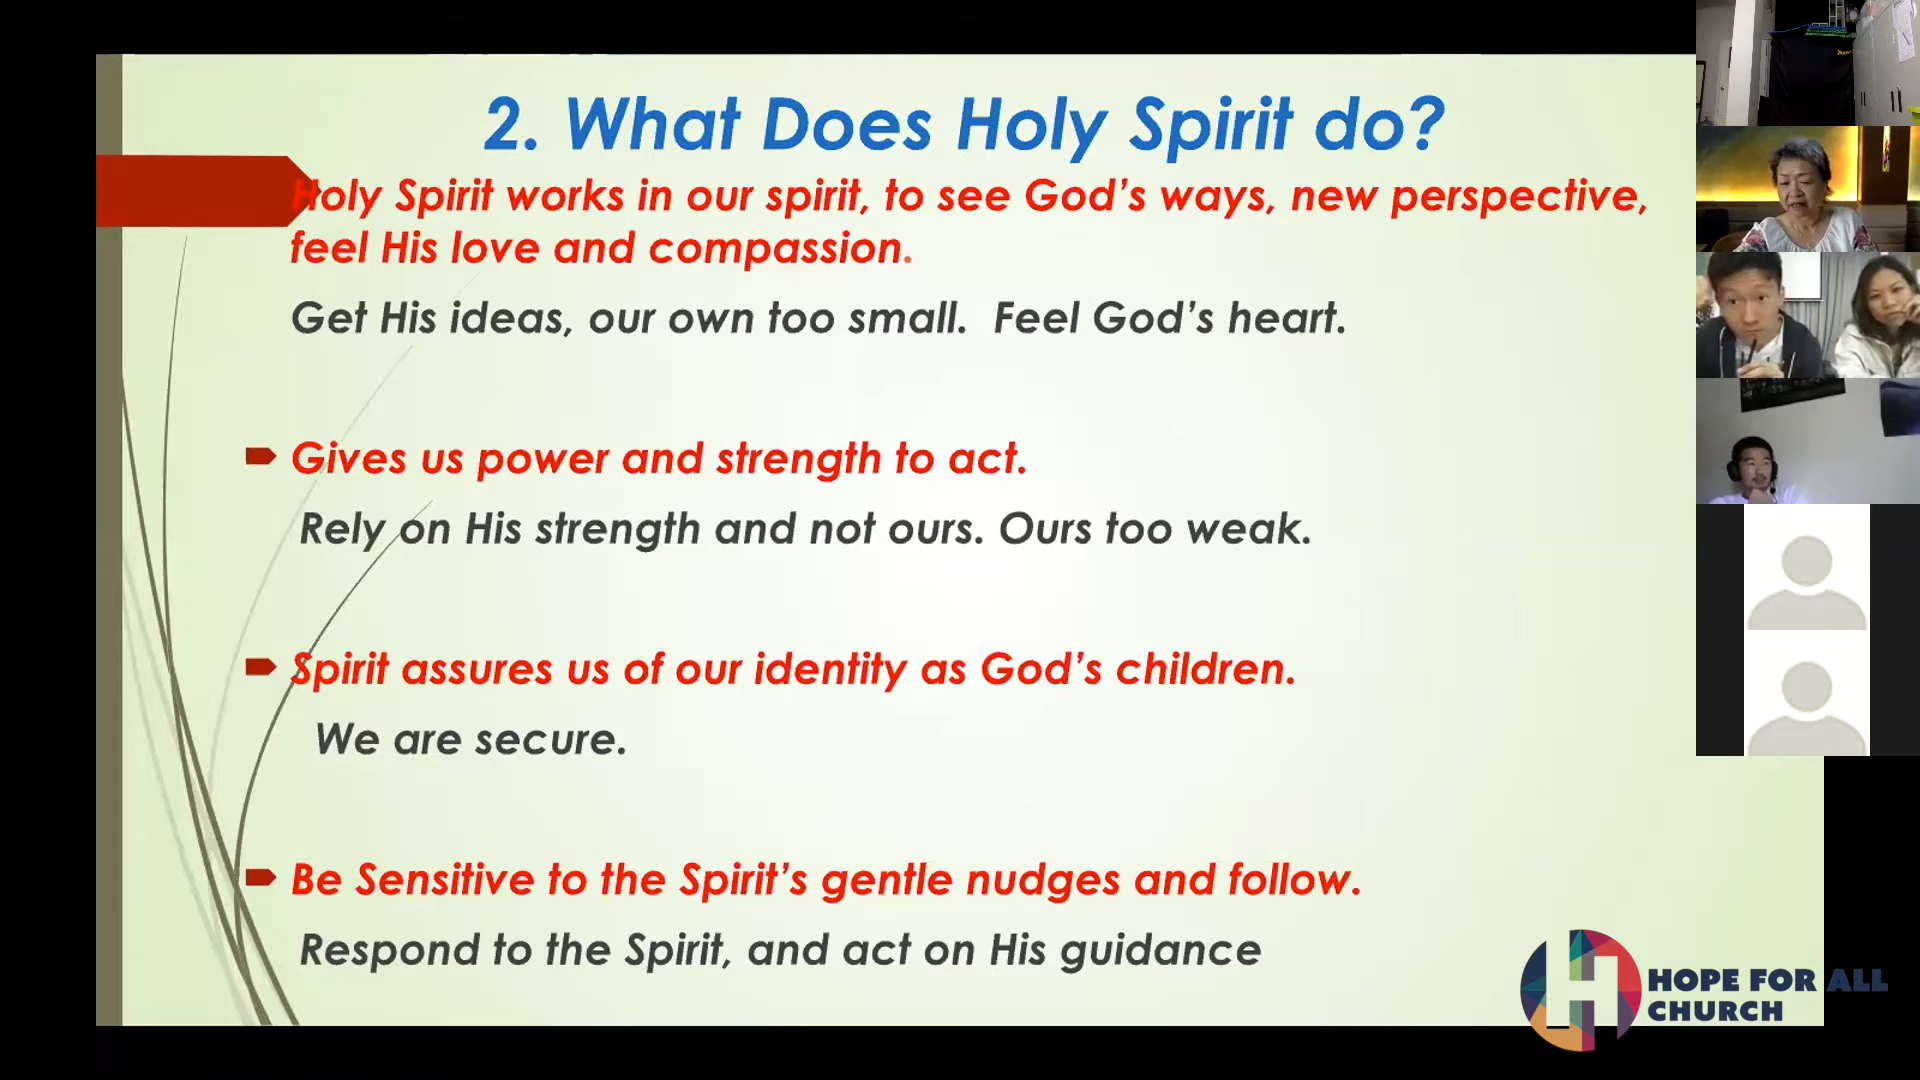 2. What Does Holy Spirit do?
Holy Spirit works in our spirit, to see God's ways, new perspective,
feel His love and compassion.
Get His ideas, our own too small.  Feel God's heart.
Gives us power and strength to act.
Rely on His strength and not ours. Ours too weak.
Spirit assures us of our identity as God's children.
We are secure.
Be Sensitive to the Spirit's gentle nudges and follow.
Respond to the Spirit, and act on His guidance
HOPE FOR ALL
CHURCH